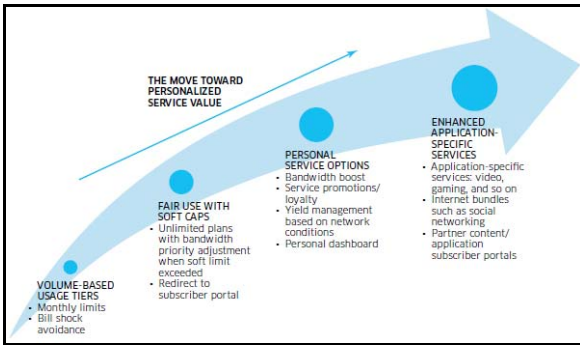 THE MOVE TOWARD
PERSONALIZED
SERVICE VALUE
VOLUME-BASED
USAGE TIERS
• Monthly limits
• Bill shock
avoidance
FAIR USE WITH
SOFT CAPS
• Unlimited plans
with bandwidth
priority adjustment
when soft limit
exceeded
• Redirect to
subscriber portal
PERSONAL
SERVICE OPTIONS
• Bandwidth boost
• Service promotions/
loyalty
• Yield management
based on network
conditions
• Personal dashboard
ENHANCED
APPLICATION-
SPECIFIC
SERVICES
• Application-specific
services: video,
gaming, and so on
• Internet bundles
such as social
networking
• Partner content/
application
subscriber portals